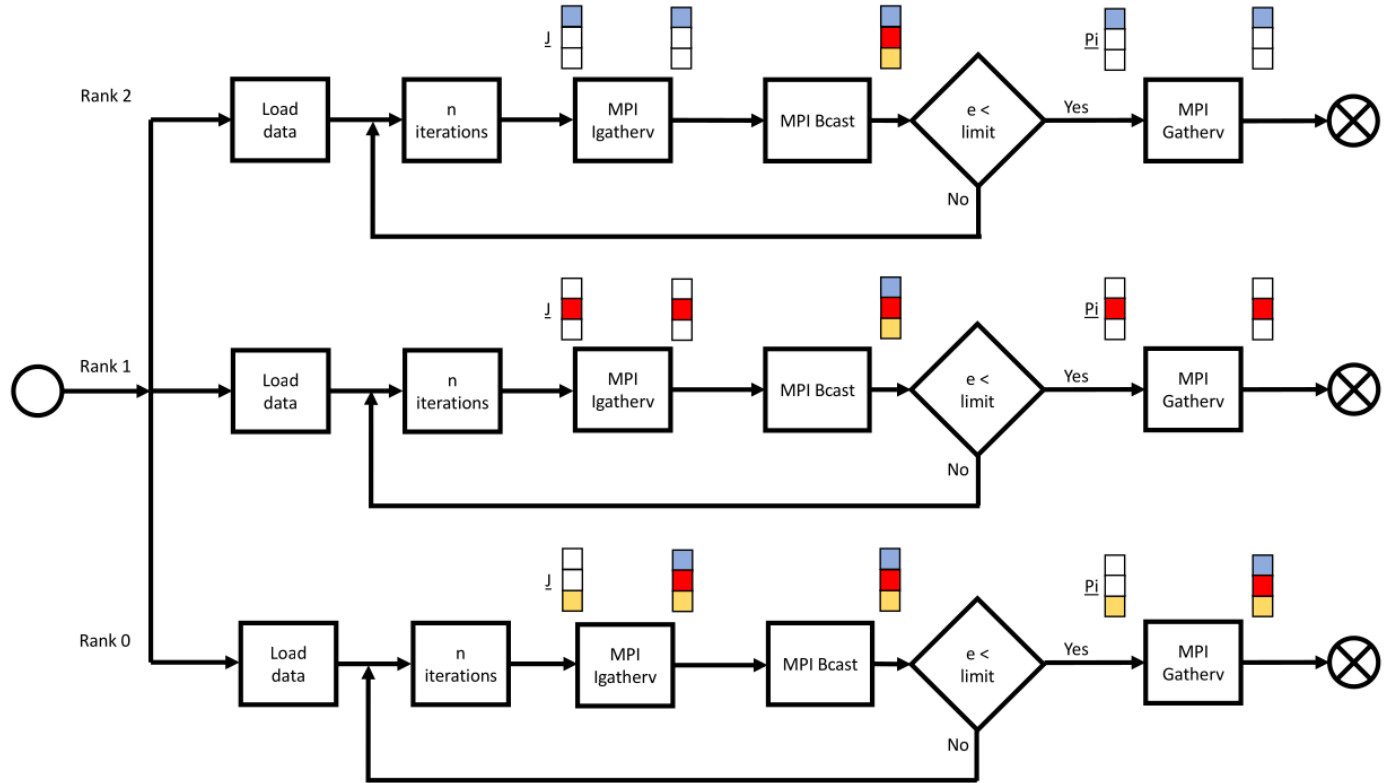 J
Pi
Rank 2
Load
data
n
iterations
MPI
Igatherv
MPI Bcast
e <
limit
Yes
MPI
Gatherv
No
J
Pi
Rank 1
Load
data
n
iterations
MPI
Igatherv
MPI Bcast
e <
limit
Yes
MPI
Gatherv
No
J
Pi
Rank 0
Load
data
n
iterations
MPI
Igatherv
MPI Bcast
e <
limit
Yes
MPI
Gatherv
No